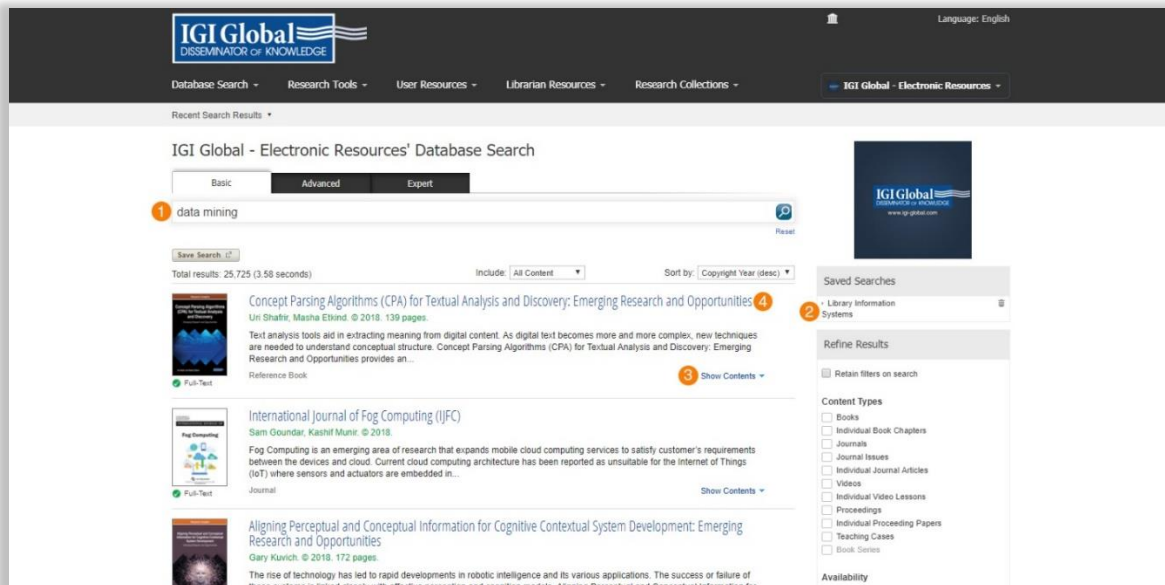 IGI Global
DISSEMINATOR OF KNOWLEDGE
Language: English
Database Search
Research Tools
User Resources
Librarian Resources
Research Collections
IGI Global - Electronic Resources
Recent Search Results
IGI Global - Electronic Resources' Database Search
Basic
Advanced
Expert
1
data mining
Reset
Save Search
Total results: 25,725 (3.58 seconds)
Include: All Content
Sort by: Copyright Year (desc)
Concept Parsing Algorithms (CPA) for Textual Analysis and Discovery: Emerging Research and Opportunities 4
Uri Shafrir, Masha Etkind. © 2018. 139 pages.
Text analysis tools aid in extracting meaning from digital content. As digital text becomes more and more complex, new techniques
are needed to understand conceptual structure. Concept Parsing Algorithms (CPA) for Textual Analysis and Discovery: Emerging
Research and Opportunities provides an...
Reference Book
3 Show Contents
Full-Text
International Journal of Fog Computing (IJFC)
Sam Goundar, Kashif Munir. © 2018.
Fog Computing is an emerging area of research that expands mobile cloud computing services to satisfy customer's requirements
between the devices and cloud. Current cloud computing architecture has been reported as unsuitable for the Internet of Things
(IoT) where sensors and actuators are embedded in...
Journal
Show Contents
Fog Computing
Full-Text
Aligning Perceptual and Conceptual Information for Cognitive Contextual System Development: Emerging
Research and Opportunities
Gary Kuvich. © 2018. 172 pages.
The rise of technology has led to rapid developments in robotic intelligence and its various applications. The success or failure of
IGI Global
DISSEMINATOR OF KNOWLEDGE
www.igi-global.com
Saved Searches
2
Library Information
Systems
Refine Results
Retain filters on search
Content Types
Books
Individual Book Chapters
Journals
Journal Issues
Individual Journal Articles
Videos
Individual Video Lessons
Proceedings
Individual Proceeding Papers
Teaching Cases
Book Series
Availability